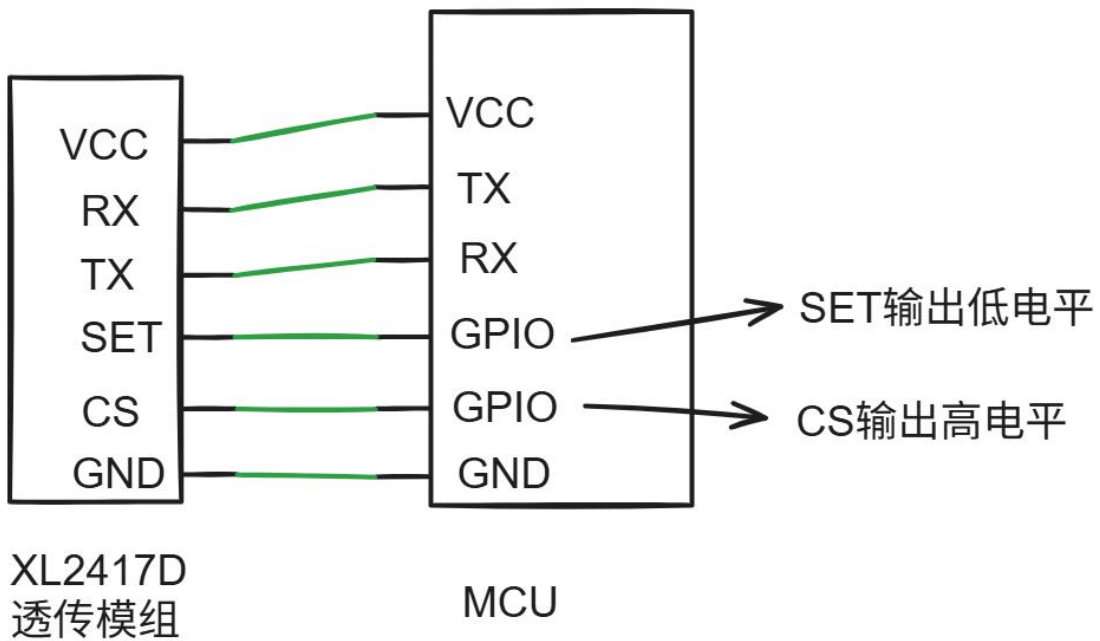 VCC
RX
TX
SET
CS
GND
XL2417D
透传模组
VCC
TX
RX
GPIO
GPIO
GND
MCU
SET输出低电平
CS输出高电平